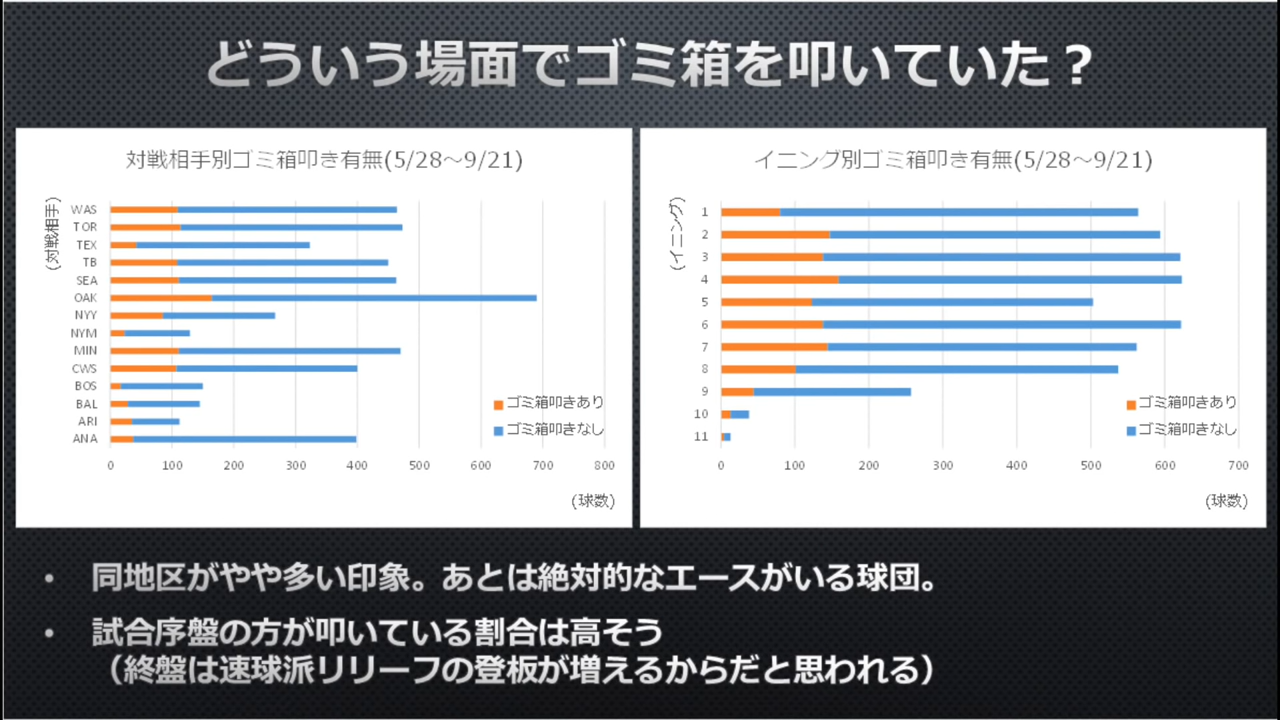 どういう場面でゴミ箱を叩いていた？
対戦相手別ゴミ箱叩き有無(5/28～9/21)
(対戦相手)
WAS
TOR
TEX
TB
SEA
OAK
NYY
NYM
MIN
CWS
BOS
BAL
ARI
ANA
ゴミ箱叩きあり
ゴミ箱叩きなし
0 100 200 300 400 500 600 700 800
(球数)
イニング別ゴミ箱叩き有無(5/28～9/21)
(イニング)
1
2
3
4
5
6
7
8
9
10
11
ゴミ箱叩きあり
ゴミ箱叩きなし
0 100 200 300 400 500 600 700
(球数)
• 同地区がやや多い印象。あとは絶対的なエースがいる球団。
• 試合序盤の方が叩いている割合は高そう
（終盤は速球派リリーフの登板が増えるからだと思われる）